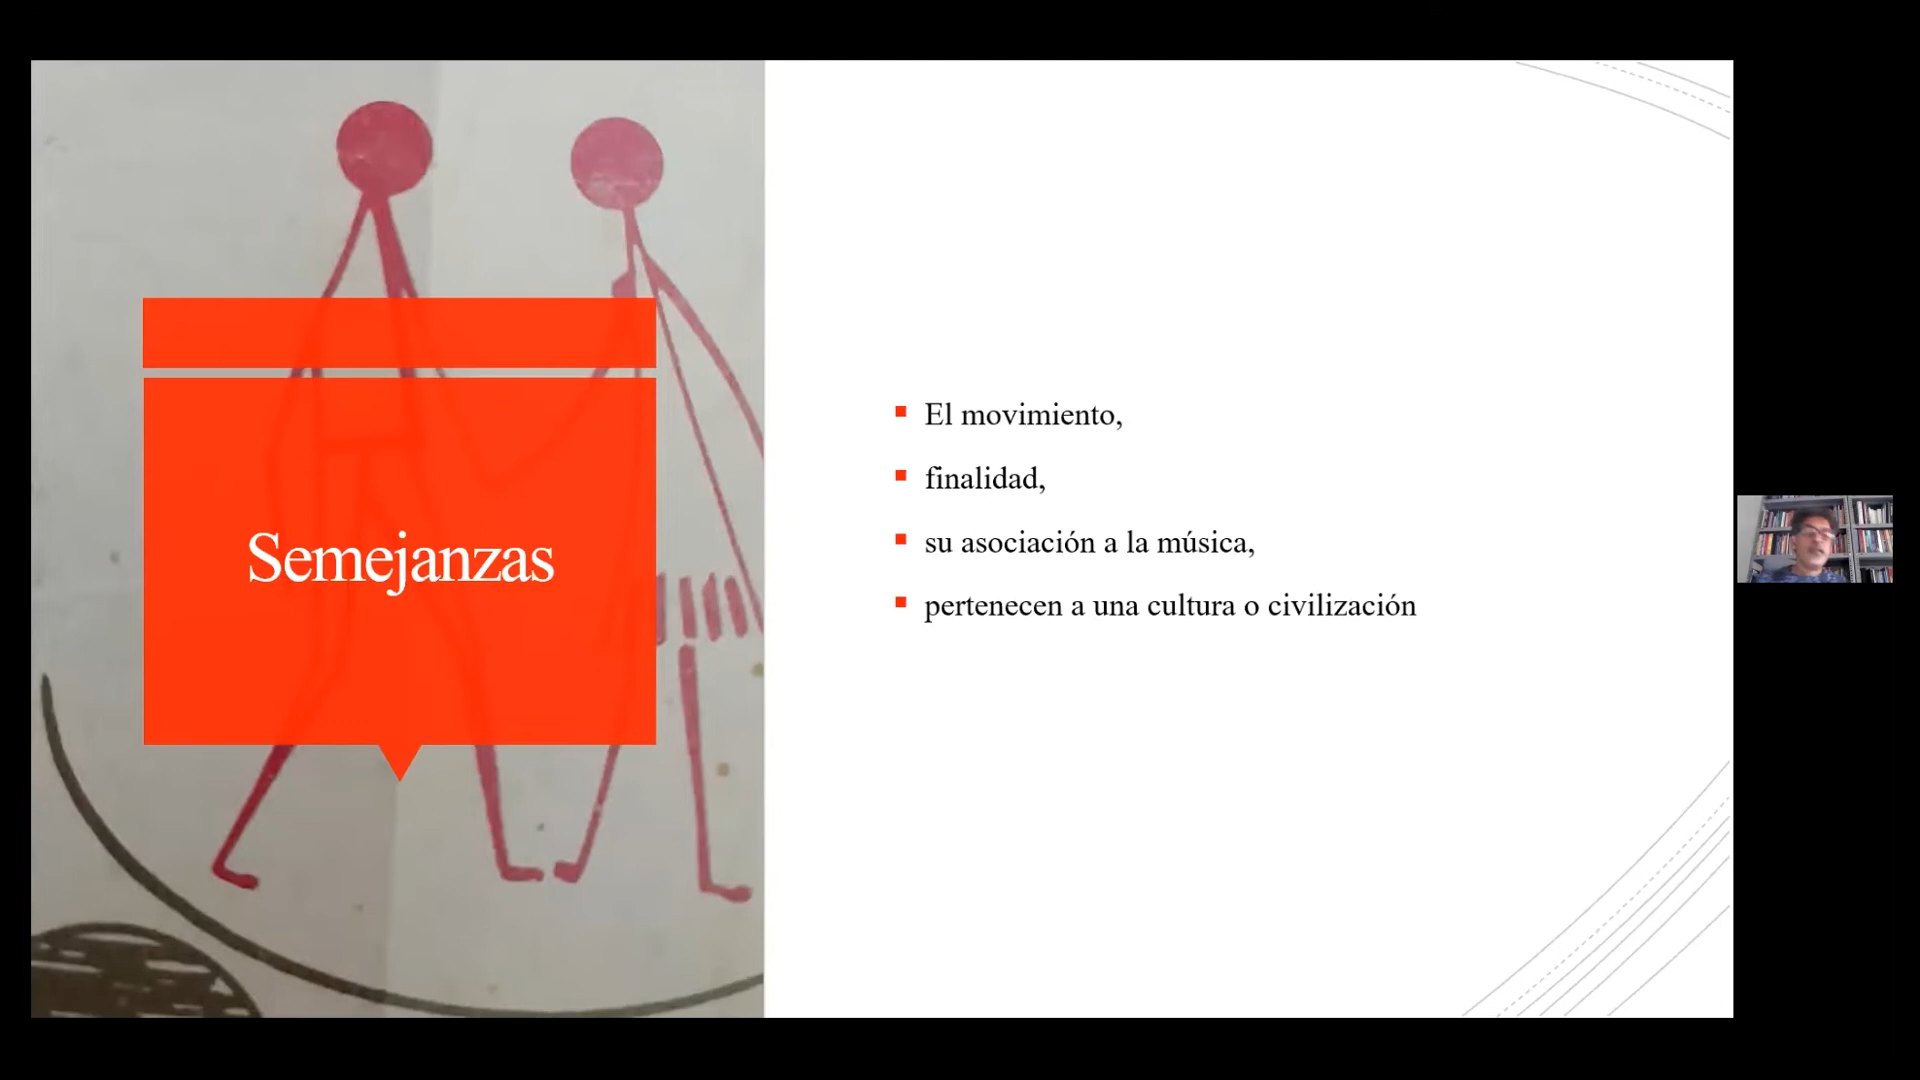 Semejanzas
El movimiento,
finalidad,
su asociación a la música,
pertenecen a una cultura o civilización